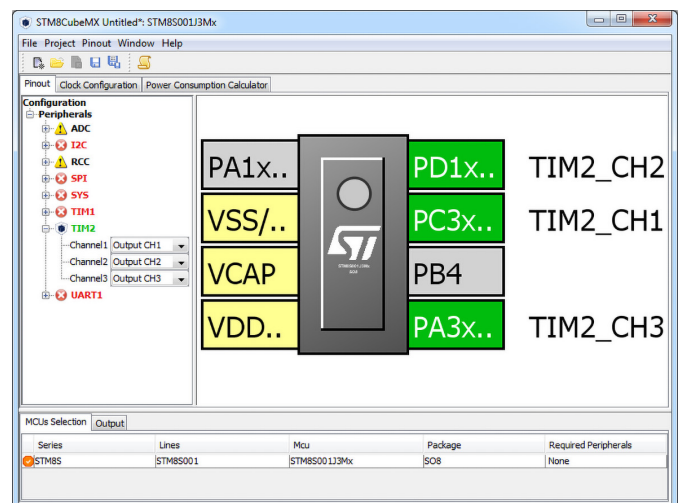 STM8CubeMX Untitled*: STM8S001J3Mx
File Project Pinout Window Help
Pinout Clock Configuration Power Consumption Calculator
Configuration
Peripherals
ADC
I2C
RCC
SPI
SYS
TIM1
TIM2
Channel1 Output CH1
Channel2 Output CH2
Channel3 Output CH3
UART1
PA1x.. PD1x.. TIM2_CH2
VSS/.. PC3x.. TIM2_CH1
VCAP PB4
VDD.. PA3x.. TIM2_CH3
ST
STM8S001J3Mx
SO8
MCUs Selection Output
Series Lines Mcu Package Required Peripherals
STM8S STM8S001 STM8S001J3Mx SO8 None